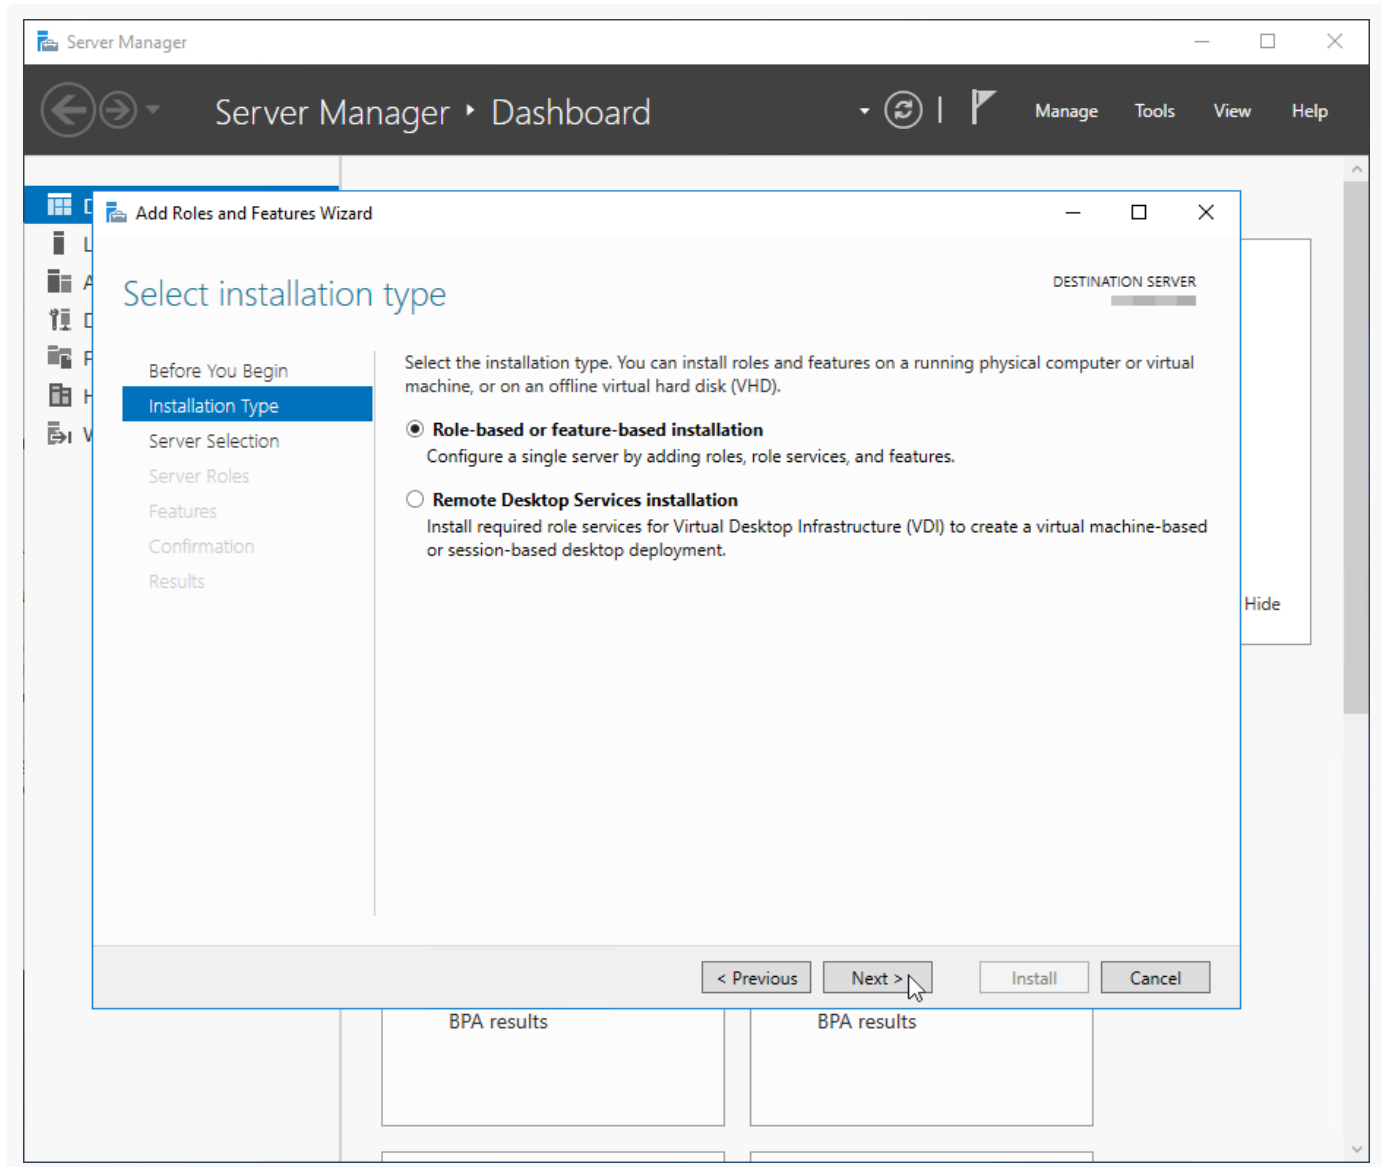 Server Manager
Server Manager Dashboard
Manage Tools View Help
Add Roles and Features Wizard
Select installation type
DESTINATION SERVER
Before You Begin
Installation Type
Server Selection
Server Roles
Features
Confirmation
Results
Select the installation type. You can install roles and features on a running physical computer or virtual
machine, or on an offline virtual hard disk (VHD).
Role-based or feature-based installation
Configure a single server by adding roles, role services, and features.
Remote Desktop Services installation
Install required role services for Virtual Desktop Infrastructure (VDI) to create a virtual machine-based
or session-based desktop deployment.
Hide
< Previous
Next >
Install
Cancel
BPA results
BPA results